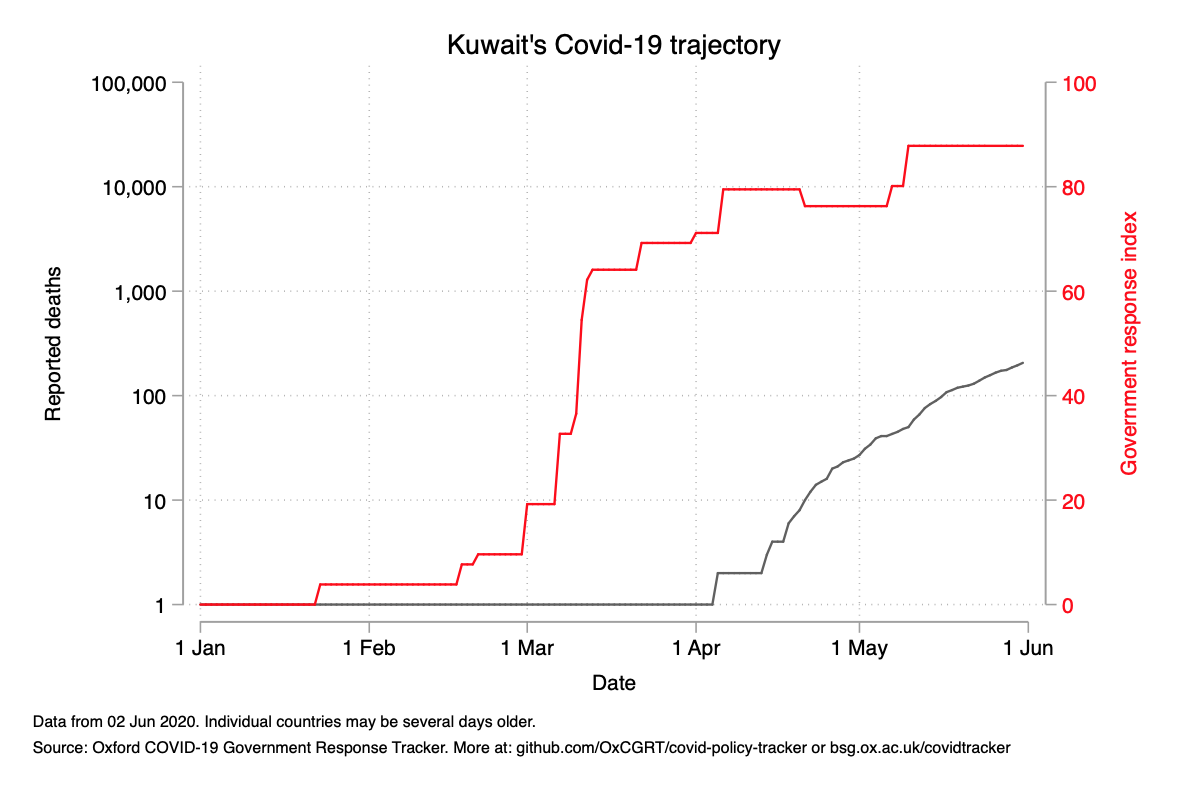 Kuwait's Covid-19 trajectory
100,000
10,000
1,000
100
10
1
Reported deaths
100
80
60
40
20
0
Government response index
1 Jan
1 Feb
1 Mar
1 Apr
1 May
1 Jun
Date
Data from 02 Jun 2020. Individual countries may be several days older.
Source: Oxford COVID-19 Government Response Tracker. More at: github.com/OxCGRT/covid-policy-tracker or bsg.ox.ac.uk/covidtracker